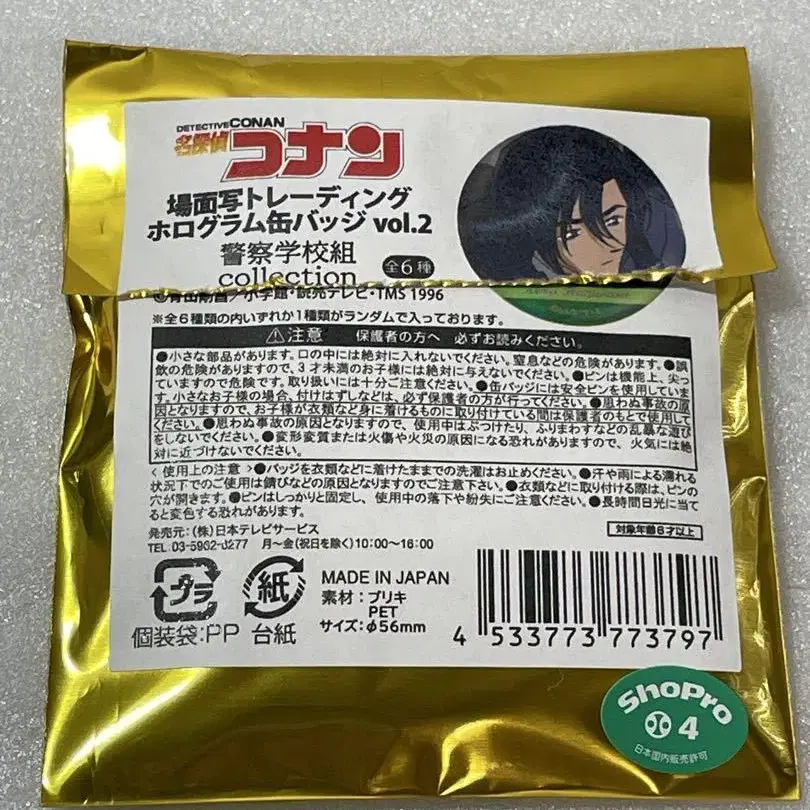 DETECTIVE CONAN
名探偵コナン
場面写トレーディング
ホログラム缶バッジ vol.2
警察学校組
collection 全6種
©青山剛昌／小学館・読売テレビ・TMS 1996
※全6種類の内いずれか1種類がランダムで入っております。
⚠注意 保護者の方へ 必ずお読みください。
●小さな部品があります。口の中には絶対に入れないでください。窒息などの危険があります。●誤
飲の危険がありますので、3才未満のお子様には絶対に与えないでください。●ピンは機能上、尖っ
ていますので危険です。取り扱いには十分ご注意ください。●缶バッジには安全ピンを使用していま
す。小さなお子様の場合、付けはずしなどは、必ず保護者の方が行ってください。●思わぬ事故の原
因となりますので、お子様が衣類など身に着けるものに取り付けている間は保護者のもとで使用して
ください。●思わぬ事故の原因となりますので、使用中はぶつけたり、ふりまわすなどの乱暴な遊び
をしないでください。●変形変質または火傷や火災の原因になる恐れがありますので、火気には絶
対に近づけないでください。
〈使用上の注意〉●バッジを衣類などに着けたままでの洗濯はお止めください。●汗や雨による濡れる
状況下でのご使用は錆びなどの原因となりますのでご注意下さい。●衣類などに取り付ける際は、ピンの
穴が開きます。●ピンはしっかりと固定し、使用中の落下や紛失にご注意ください。●長時間日光に当て
ると変色する恐れがあります。
発売元：(株)日本テレビサービス
TEL 03-5962-8277 月〜金(祝日を除く)10:00〜16:00
対象年齢6才以上
プラ
個装袋：PP
紙
台紙
MADE IN JAPAN
素材：ブリキ
PET
サイズ：φ56mm
4 533773 773797
ShoPro
4
日本国内販売許可